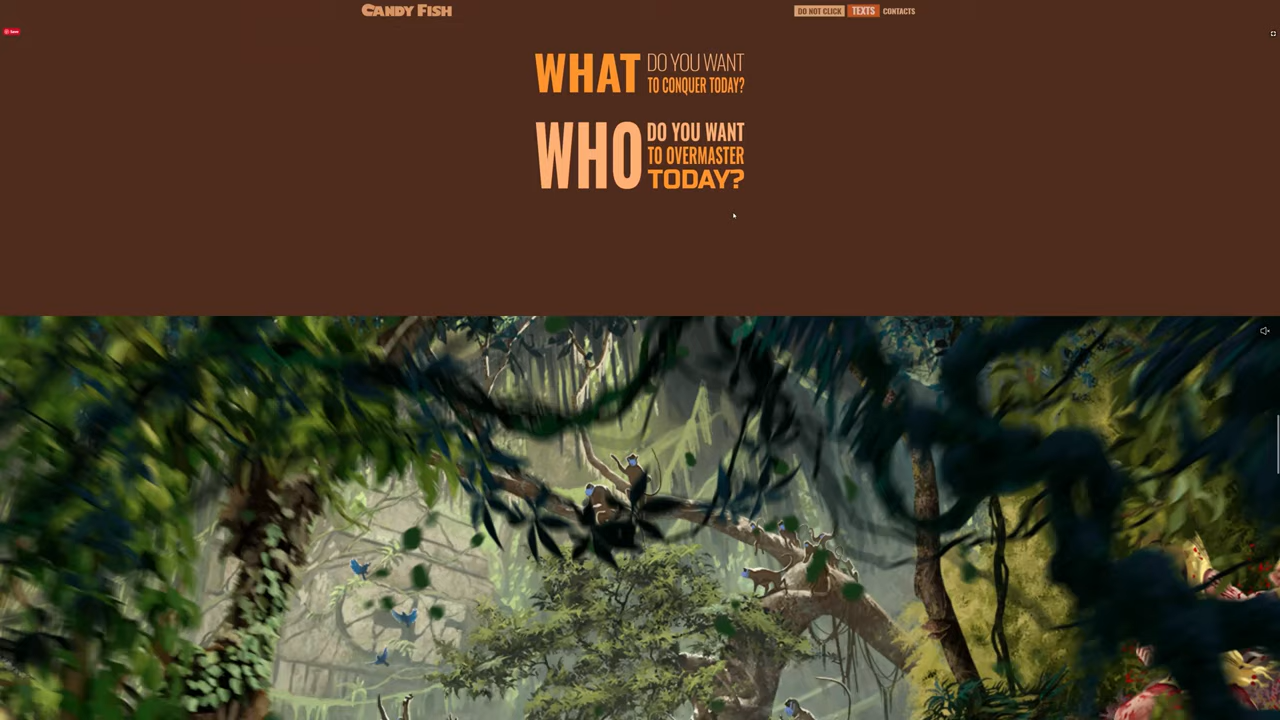 CANDY FISH
DO NOT CLICK TEXTS CONTACTS
Save
WHAT DO YOU WANT
TO CONQUER TODAY?
WHO DO YOU WANT
TO OVERMASTER
TODAY?